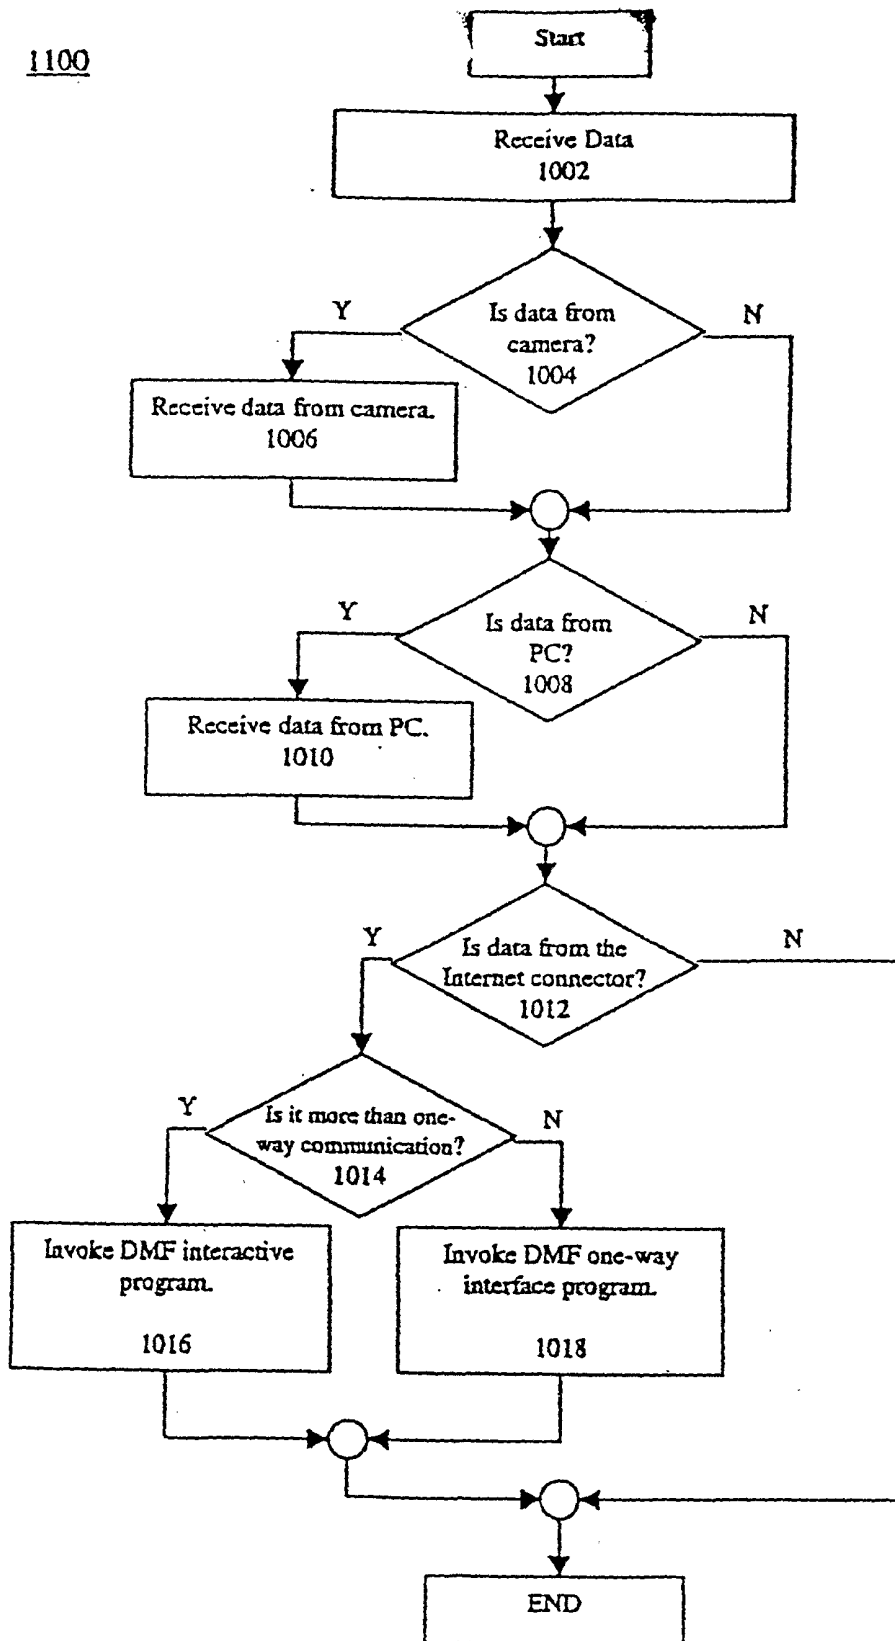 1100
Start
Receive Data
1002
Is data from
camera?
1004
Y
N
Receive data from camera.
1006
Is data from
PC?
1008
Y
N
Receive data from PC.
1010
Is data from the
Internet connector?
1012
Y
N
Is it more than one-
way communication?
1014
Y
N
Invoke DMF interactive
program.
1016
Invoke DMF one-way
interface program.
1018
END